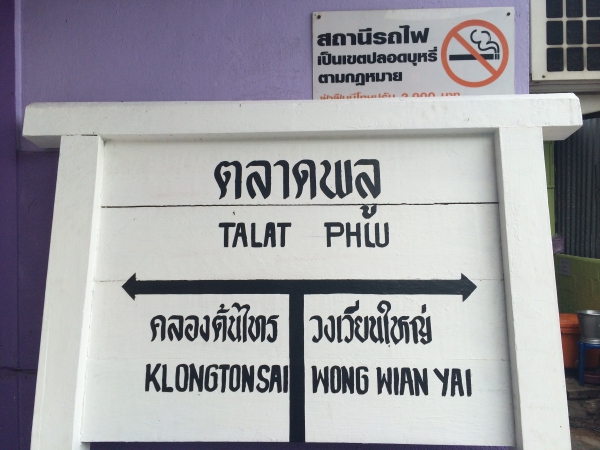 สถานีรถไฟ
เป็นเขตปลอดบุหรี่
ตามกฎหมาย
ตลาดพลู
TALAT PHLU
คลองต้นไทร
วงเวียนใหญ่
KLONGTONSAI
WONG WIAN YAI